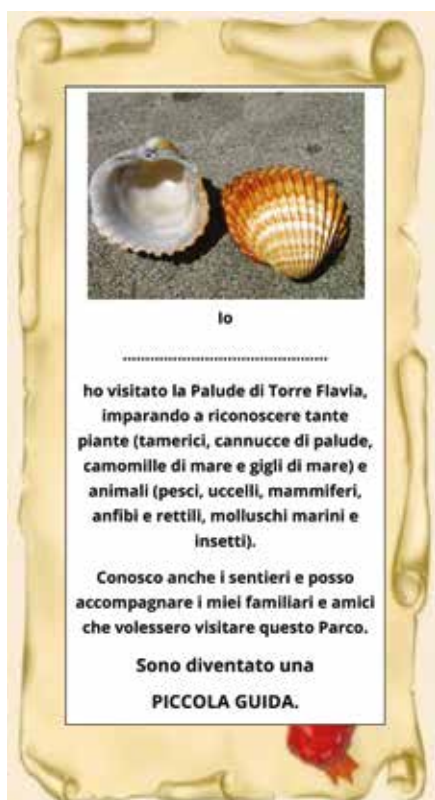 Io
................................................
ho visitato la Palude di Torre Flavia,
imparando a riconoscere tante
piante (tamerici, cannucce di palude,
camomille di mare e gigli di mare) e
animali (pesci, uccelli, mammiferi,
anfibi e rettili, molluschi marini e
insetti).
Conosco anche i sentieri e posso
accompagnare i miei familiari e amici
che volessero visitare questo Parco.
Sono diventato una
PICCOLA GUIDA.